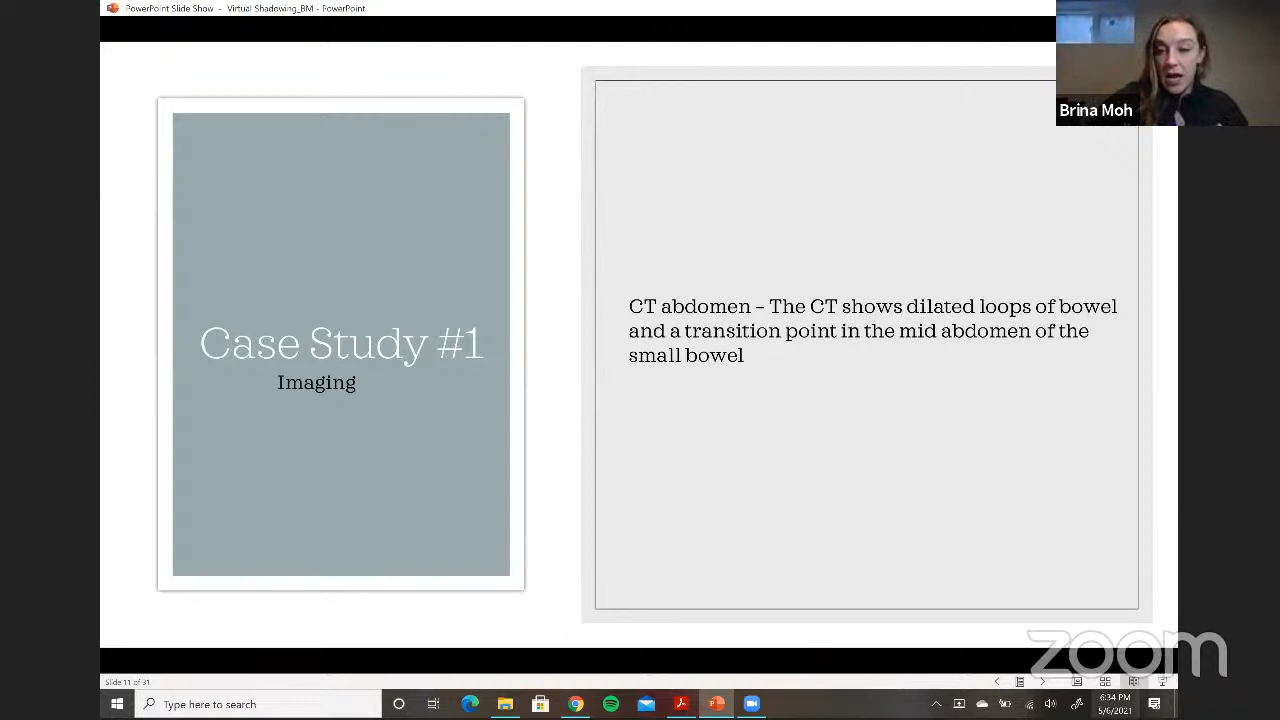 PowerPoint Slide Show - Virtual Shadowing_BM - PowerPoint
Brina Moh
Case Study #1
Imaging
CT abdomen – The CT shows dilated loops of bowel
and a transition point in the mid abdomen of the
small bowel
zoom
Slide 11 of 31
Type here to search
6:34 PM
5/6/2021